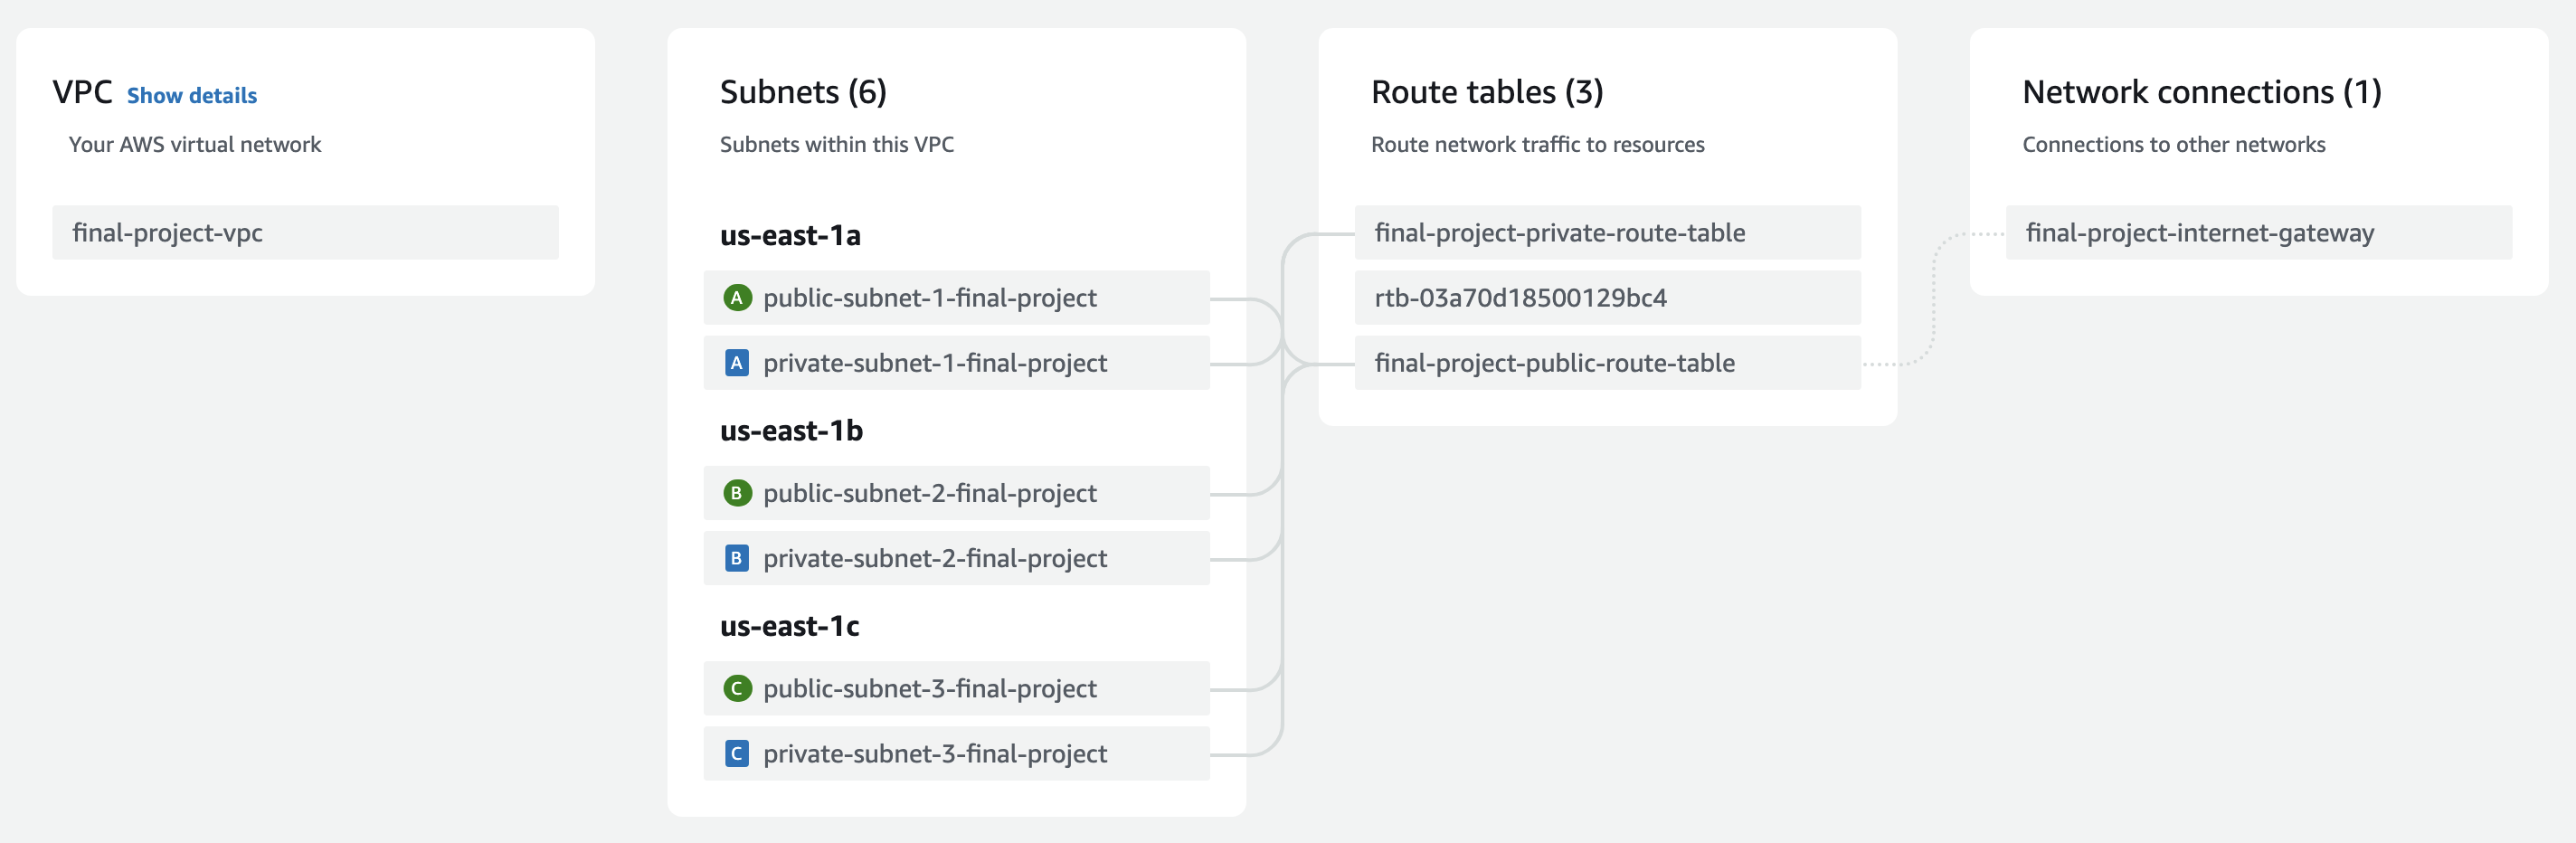 VPC Show details
Your AWS virtual network
final-project-vpc
Subnets (6)
Subnets within this VPC
us-east-1a
A public-subnet-1-final-project
A private-subnet-1-final-project
us-east-1b
B public-subnet-2-final-project
B private-subnet-2-final-project
us-east-1c
C public-subnet-3-final-project
C private-subnet-3-final-project
Route tables (3)
Route network traffic to resources
final-project-private-route-table
rtb-03a70d18500129bc4
final-project-public-route-table
Network connections (1)
Connections to other networks
final-project-internet-gateway